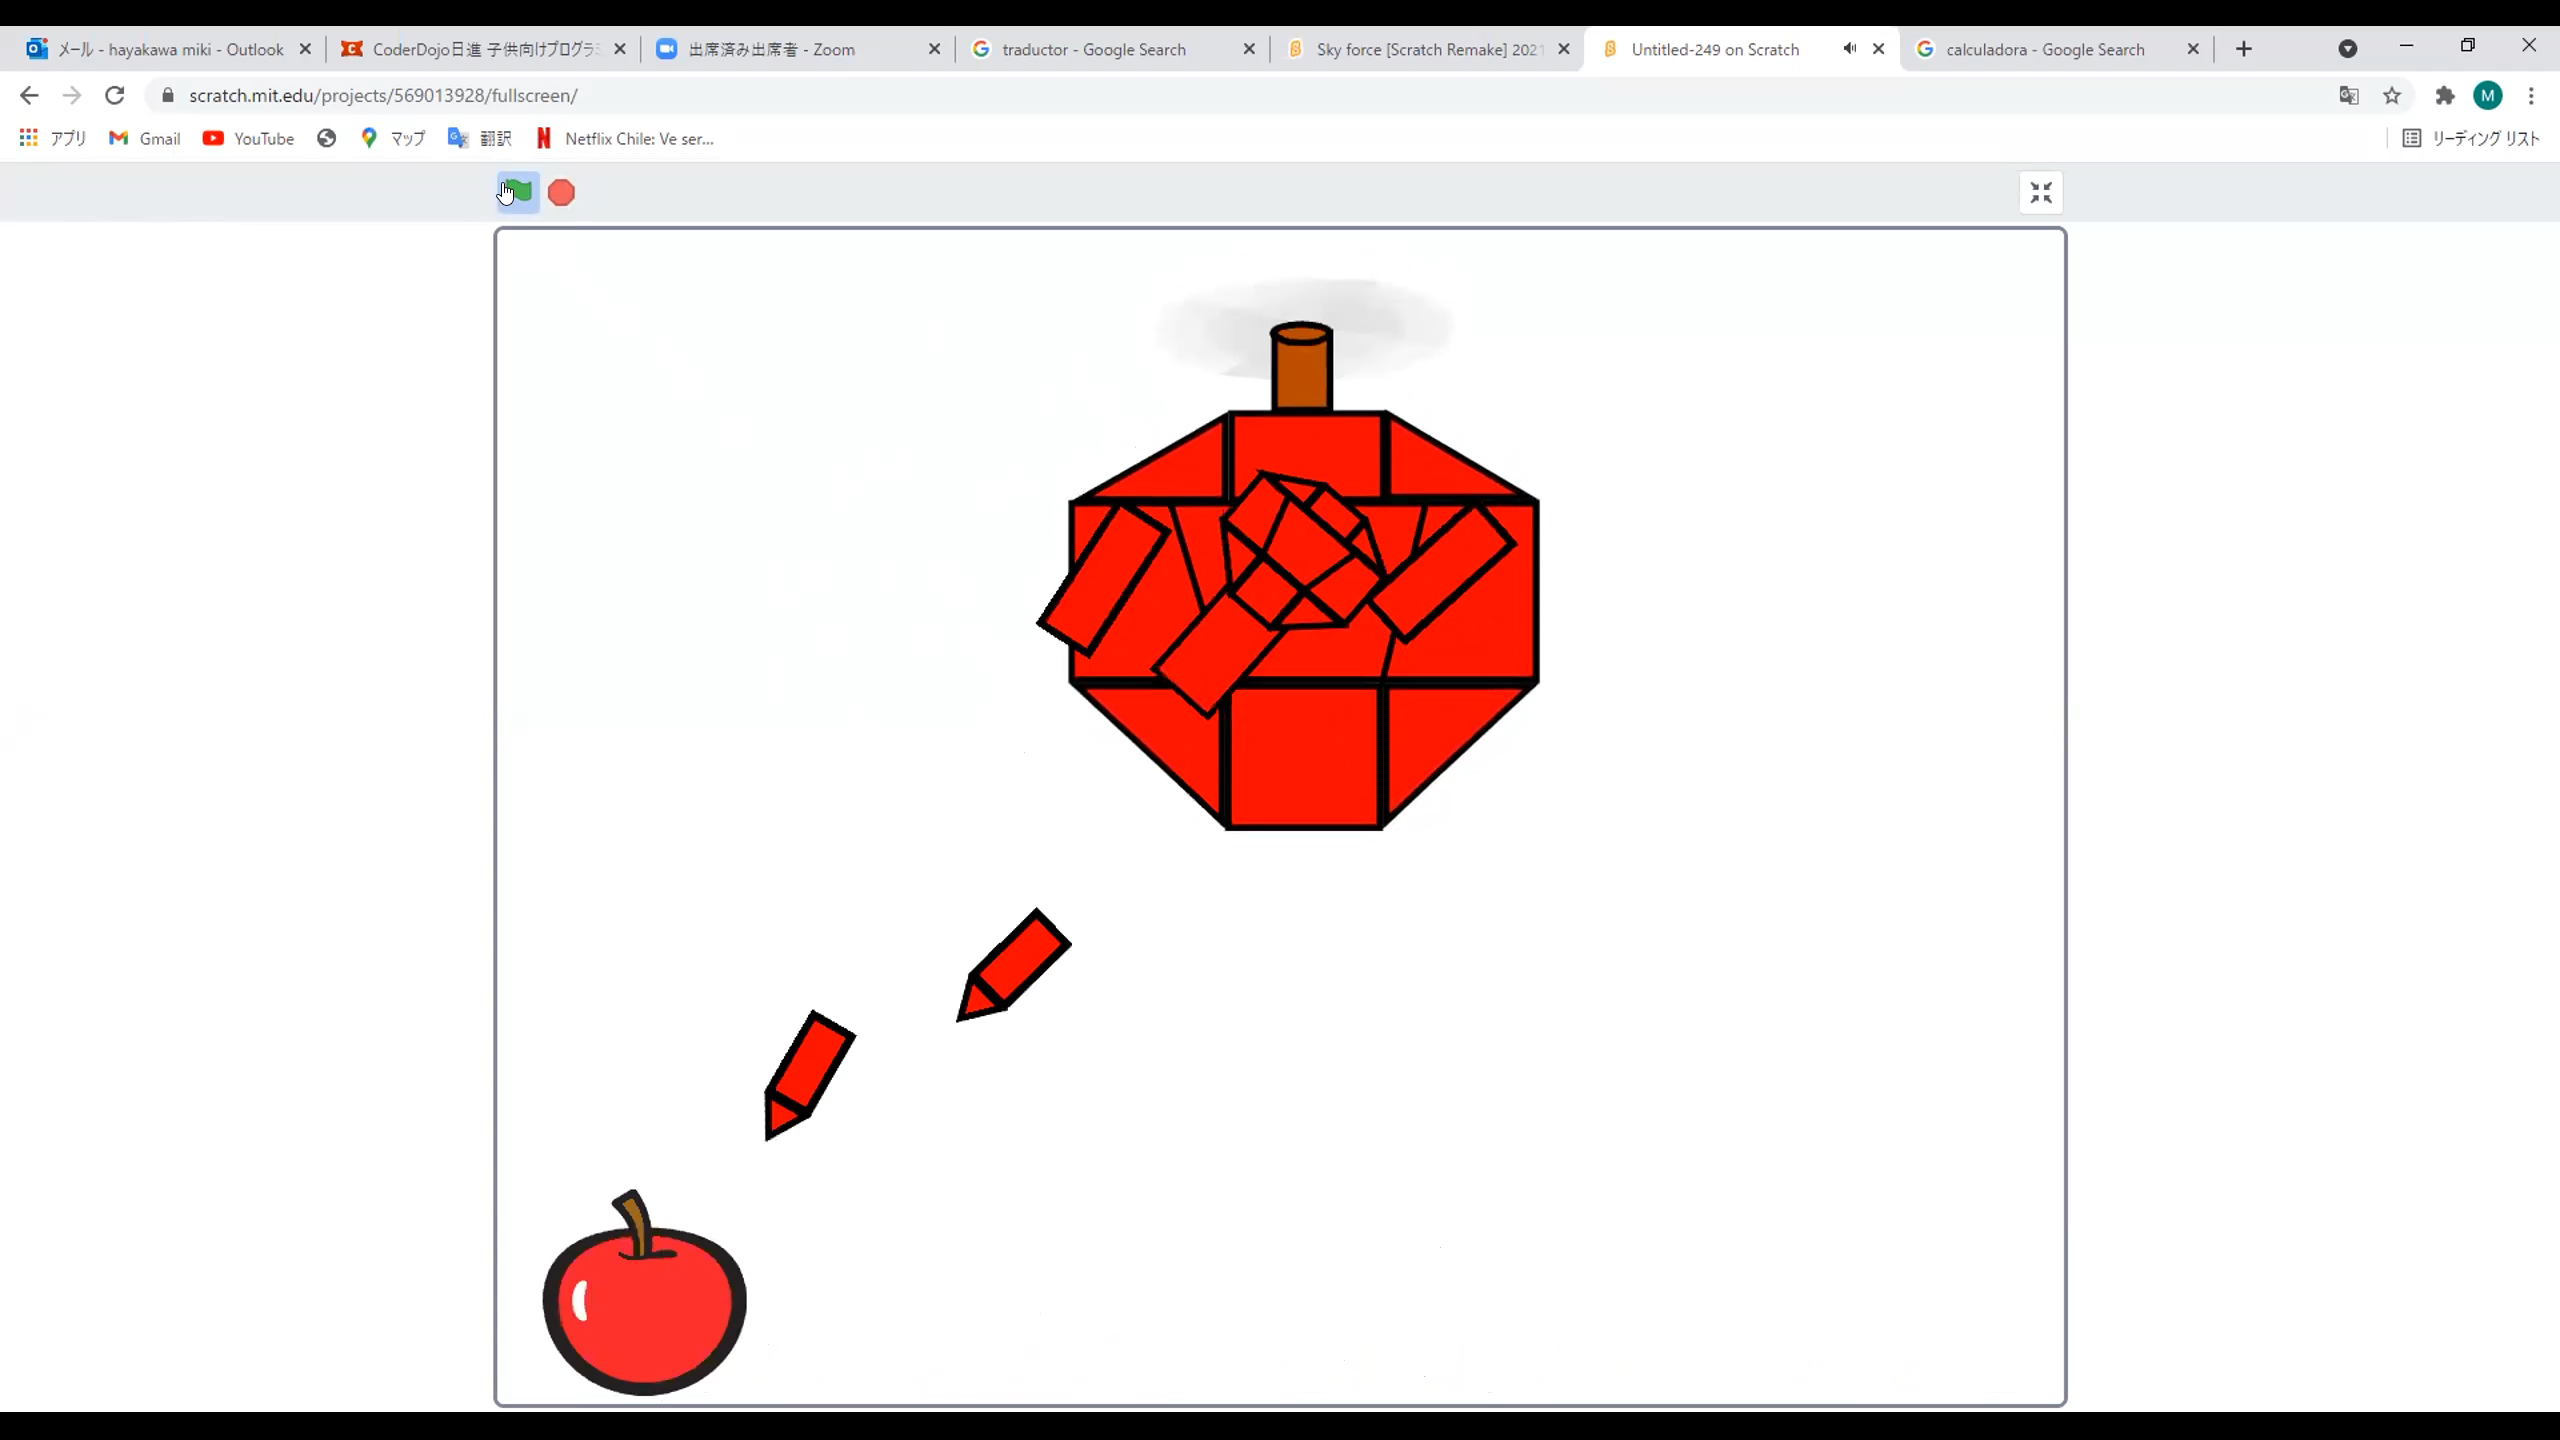 メール - hayakawa miki - Outlook
CoderDojo日進 子供向けプログラミ
出席済み出席者 - Zoom
traductor - Google Search
Sky force [Scratch Remake] 2021
Untitled-249 on Scratch
calculadora - Google Search
scratch.mit.edu/projects/569013928/fullscreen/
M
アプリ
Gmail
YouTube
マップ
翻訳
Netflix Chile: Ve ser...
リーディング リスト